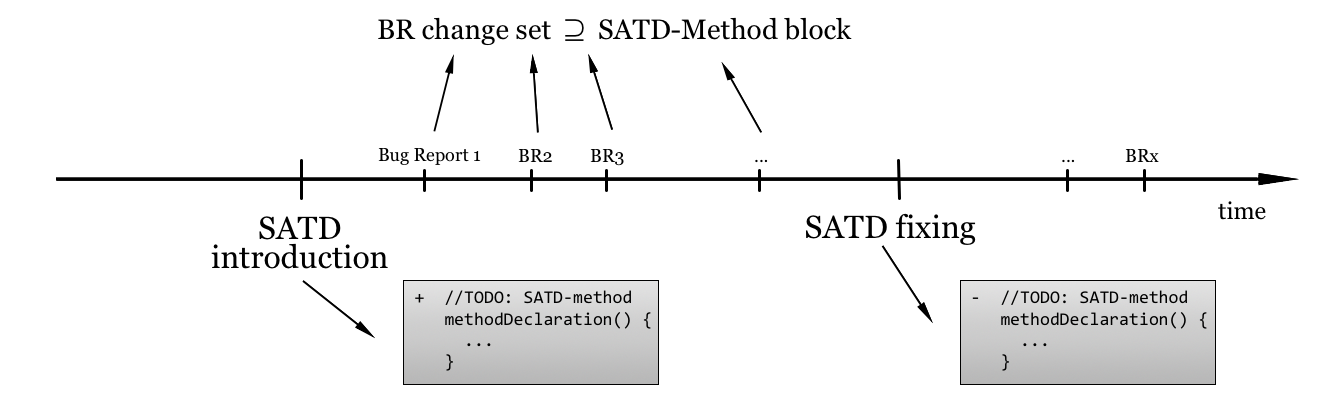 BR change set ⊇ SATD-Method block
Bug Report 1 BR2 BR3 ... ... BRx
time
SATD
introduction
SATD fixing
+ //TODO: SATD-method
methodDeclaration() {
...
}
- //TODO: SATD-method
methodDeclaration() {
...
}